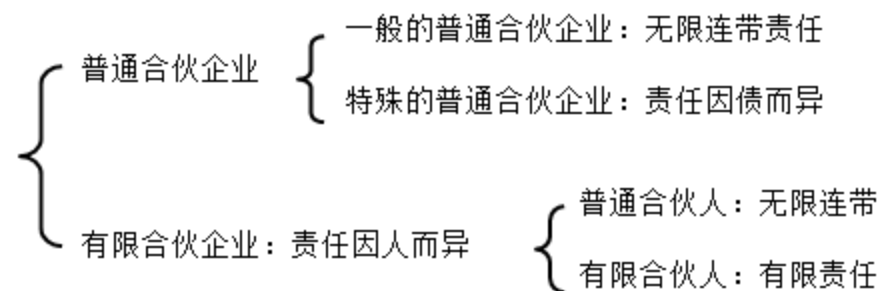 一般的普通合伙企业：无限连带责任
普通合伙企业
特殊的普通合伙企业：责任因债而异
普通合伙人：无限连带
有限合伙企业：责任因人而异
有限合伙人：有限责任